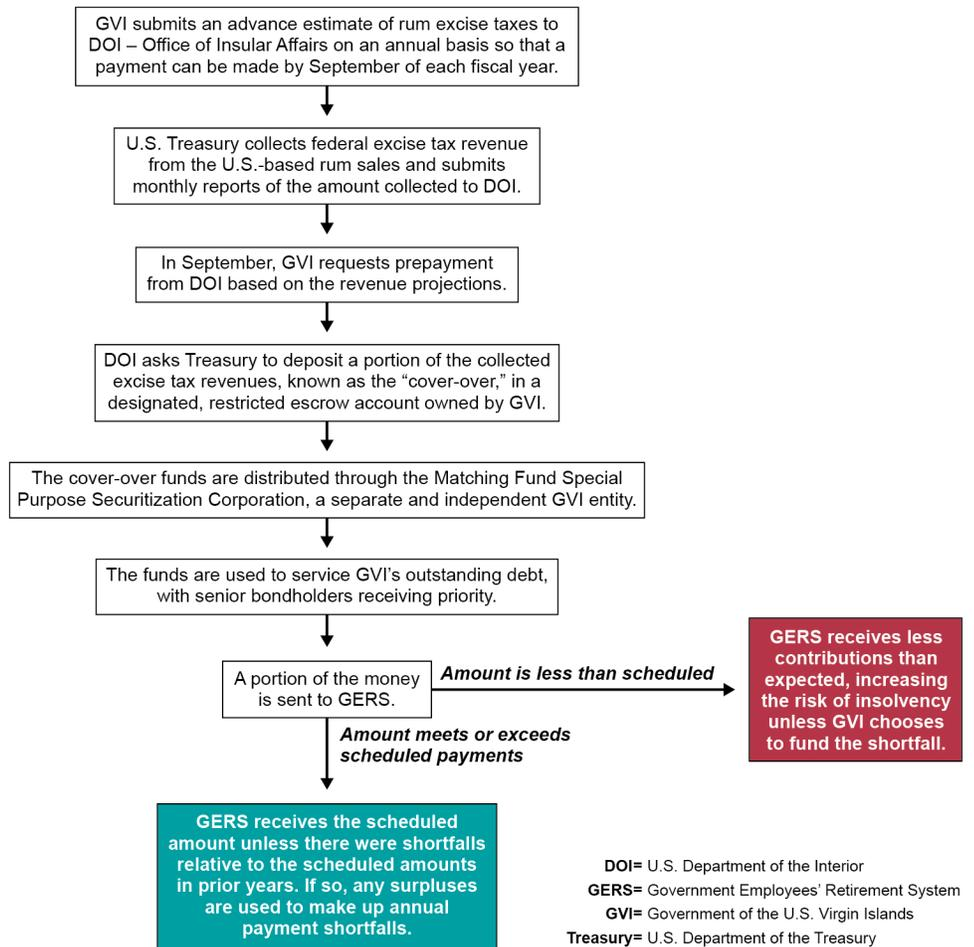 GVI submits an advance estimate of rum excise taxes to
DOI – Office of Insular Affairs on an annual basis so that a
payment can be made by September of each fiscal year.
U.S. Treasury collects federal excise tax revenue
from the U.S.-based rum sales and submits
monthly reports of the amount collected to DOI.
In September, GVI requests prepayment
from DOI based on the revenue projections.
DOI asks Treasury to deposit a portion of the collected
excise tax revenues, known as the “cover-over,” in a
designated, restricted escrow account owned by GVI.
The cover-over funds are distributed through the Matching Fund Special
Purpose Securitization Corporation, a separate and independent GVI entity.
The funds are used to service GVI’s outstanding debt,
with senior bondholders receiving priority.
A portion of the money
is sent to GERS.
Amount is less than scheduled
GERS receives less
contributions than
expected, increasing
the risk of insolvency
unless GVI chooses
to fund the shortfall.
Amount meets or exceeds
scheduled payments
GERS receives the scheduled
amount unless there were shortfalls
relative to the scheduled amounts
in prior years. If so, any surpluses
are used to make up annual
payment shortfalls.
DOI= U.S. Department of the Interior
GERS= Government Employees’ Retirement System
GVI= Government of the U.S. Virgin Islands
Treasury= U.S. Department of the Treasury